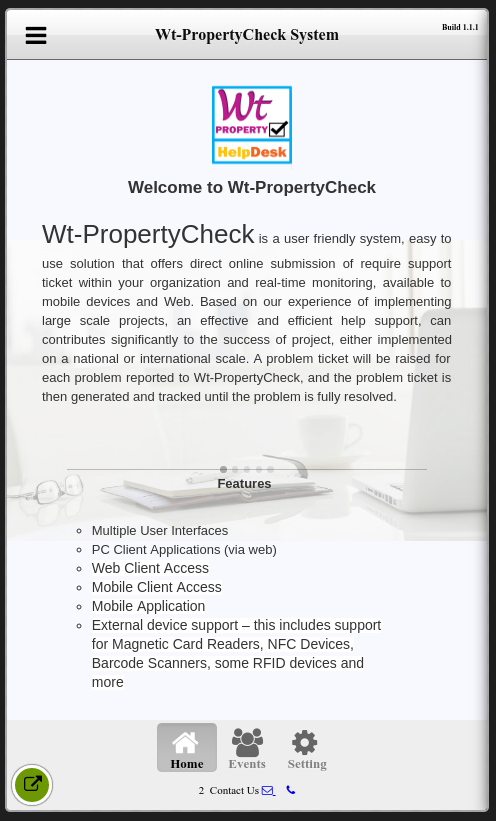 Wt-PropertyCheck System
Build 1.1.1
Wt
PROPERTY
HelpDesk
Welcome to Wt-PropertyCheck
Wt-PropertyCheck is a user friendly system, easy to
use solution that offers direct online submission of require support
ticket within your organization and real-time monitoring, available to
mobile devices and Web. Based on our experience of implementing
large scale projects, an effective and efficient help support, can
contributes significantly to the success of project, either implemented
on a national or international scale. A problem ticket will be raised for
each problem reported to Wt-PropertyCheck, and the problem ticket is
then generated and tracked until the problem is fully resolved.
Features
Multiple User Interfaces
PC Client Applications (via web)
Web Client Access
Mobile Client Access
Mobile Application
External device support – this includes support
for Magnetic Card Readers, NFC Devices,
Barcode Scanners, some RFID devices and
more
Home Events Setting
2 Contact Us